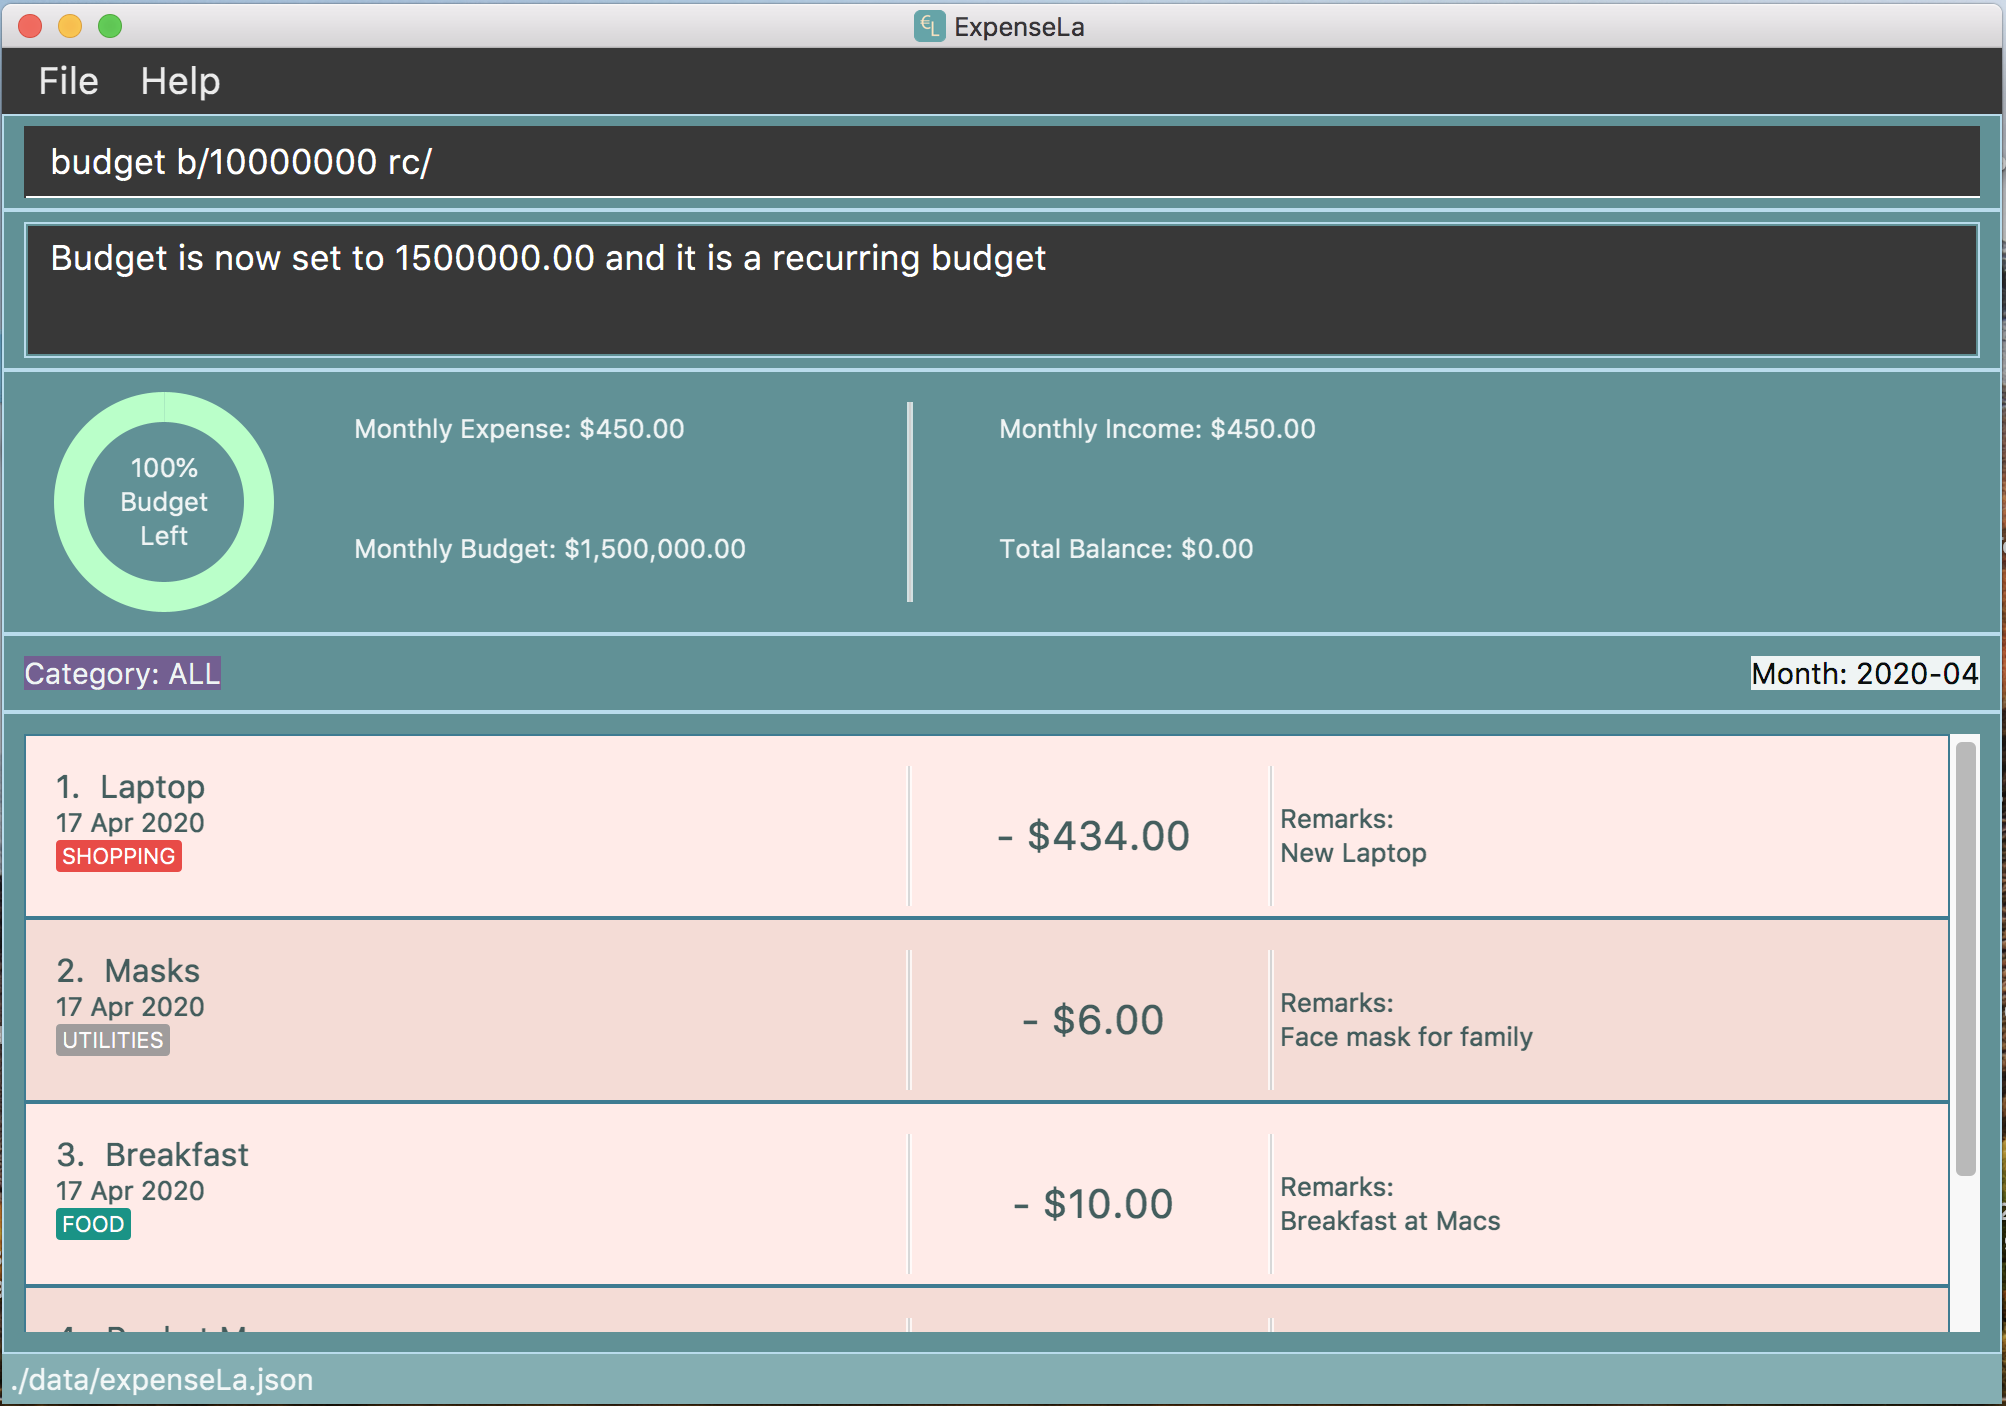 ExpenseLa
File Help
budget b/10000000 rc/
Budget is now set to 1500000.00 and it is a recurring budget
100%
Budget
Left
Monthly Expense: $450.00
Monthly Income: $450.00
Monthly Budget: $1,500,000.00
Total Balance: $0.00
Category: ALL
Month: 2020-04
1. Laptop
17 Apr 2020
SHOPPING
- $434.00
Remarks:
New Laptop
2. Masks
17 Apr 2020
UTILITIES
- $6.00
Remarks:
Face mask for family
3. Breakfast
17 Apr 2020
FOOD
- $10.00
Remarks:
Breakfast at Macs
./data/expenseLa.json